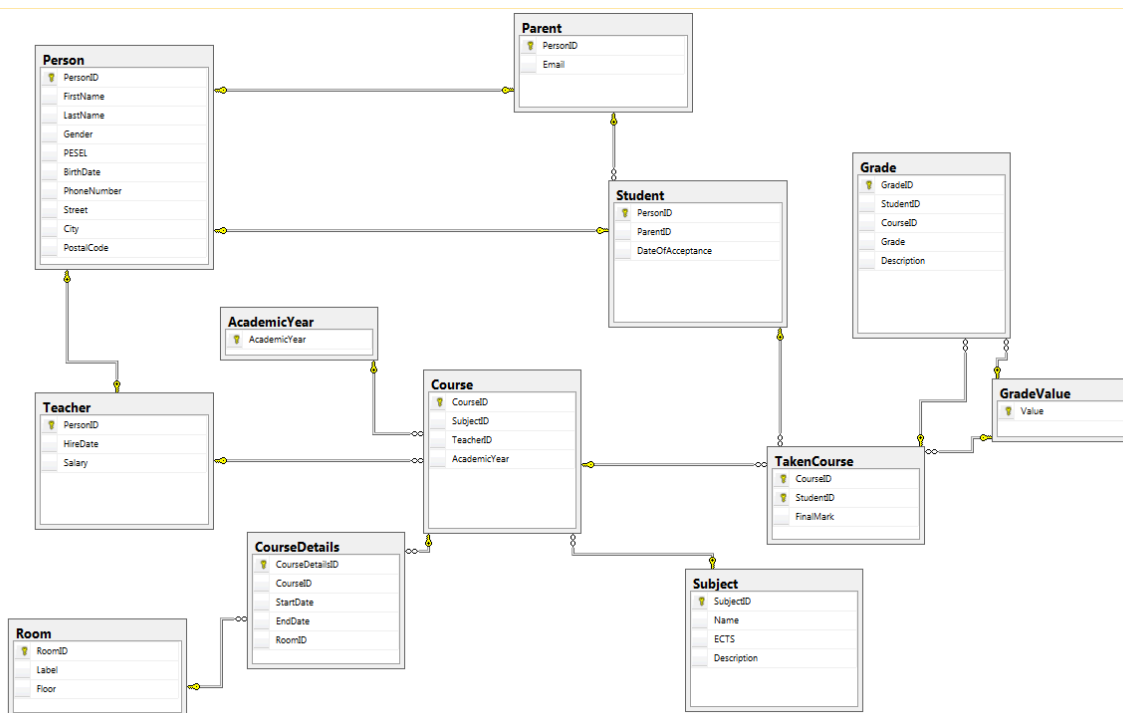 Parent
PersonID
Email
Person
PersonID
FirstName
LastName
Gender
PESEL
BirthDate
PhoneNumber
Street
City
PostalCode
Grade
GradeID
StudentID
CourseID
Grade
Description
Student
PersonID
ParentID
DateOfAcceptance
AcademicYear
AcademicYear
Course
CourseID
SubjectID
TeacherID
AcademicYear
GradeValue
Value
Teacher
PersonID
HireDate
Salary
TakenCourse
CourseID
StudentID
FinalMark
CourseDetails
CourseDetailsID
CourseID
StartDate
EndDate
RoomID
Subject
SubjectID
Name
ECTS
Description
Room
RoomID
Label
Floor